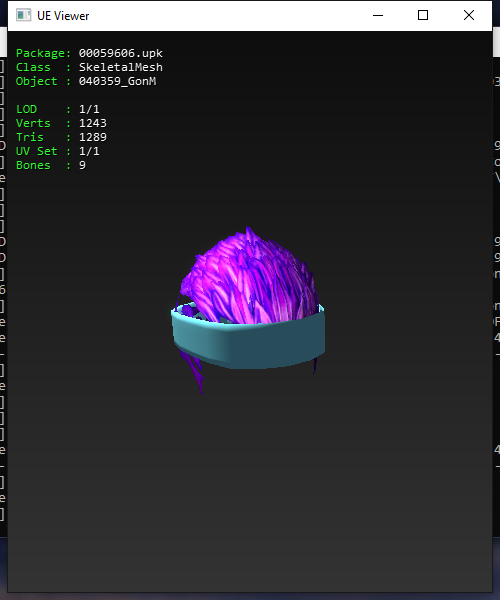 UE Viewer
Package: 00059606.upk
Class  : SkeletalMesh
Object : 040359_GonM
LOD    : 1/1
Verts  : 1243
Tris   : 1289
UV Set : 1/1
Bones  : 9